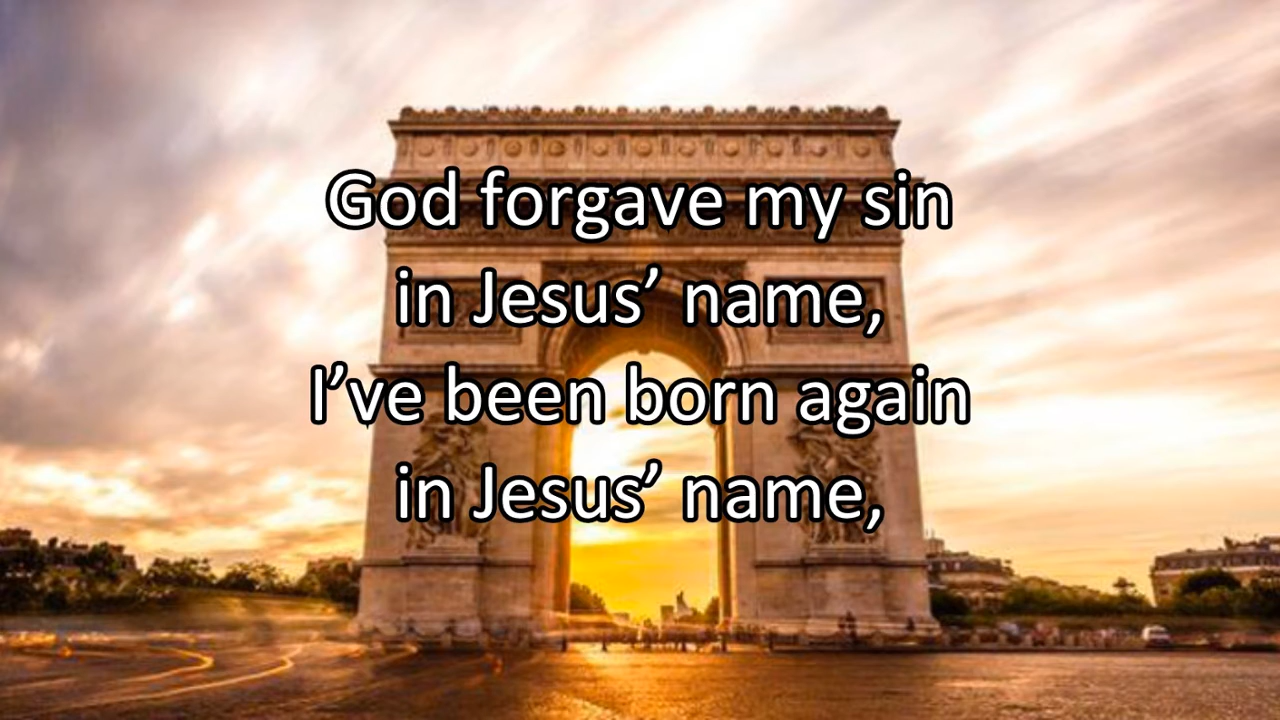 God forgave my sin
in Jesus’ name,
I’ve been born again
in Jesus’ name,